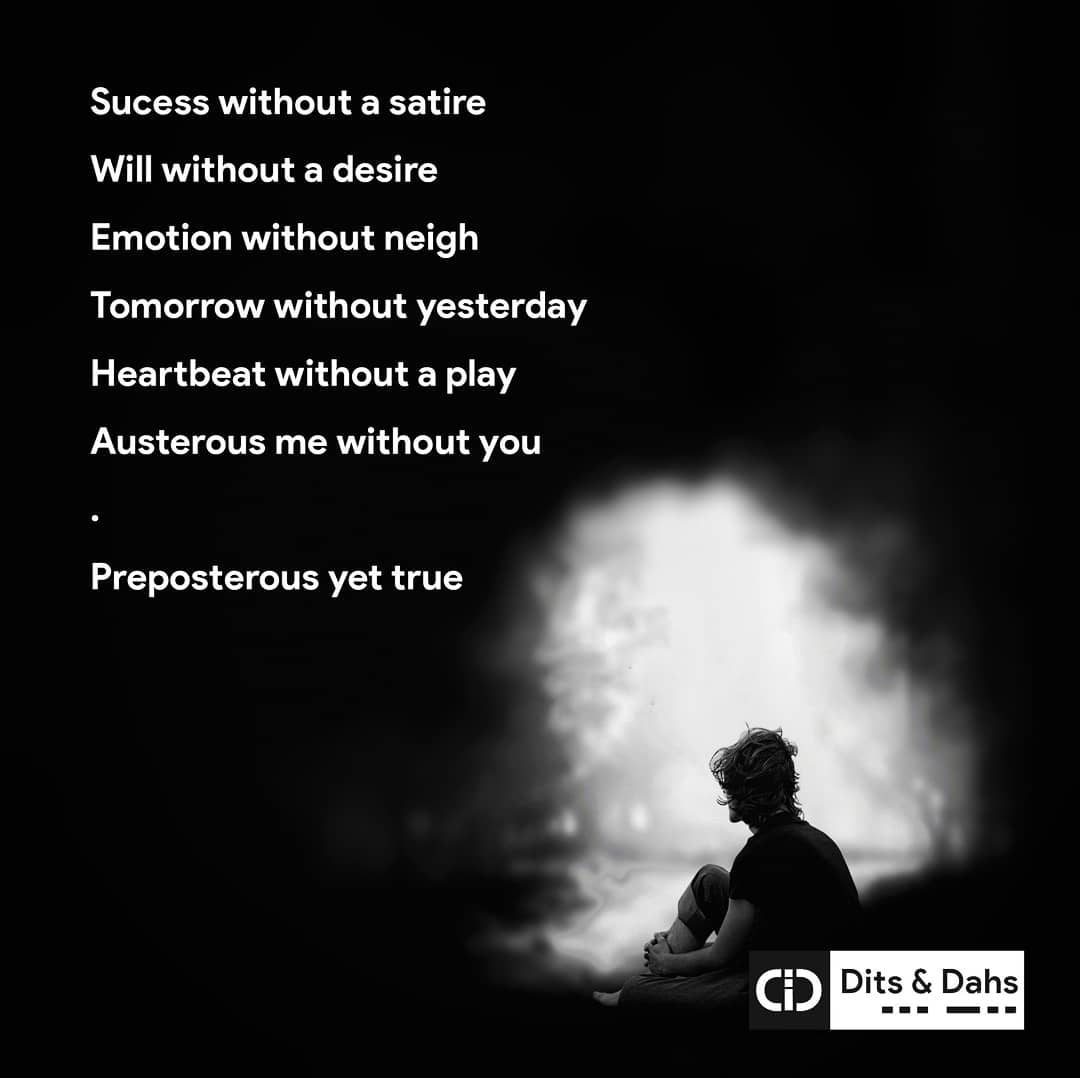 Sucess without a satire
Will without a desire
Emotion without neigh
Tomorrow without yesterday
Heartbeat without a play
Austerous me without you
.
Preposterous yet true
Dits & Dahs